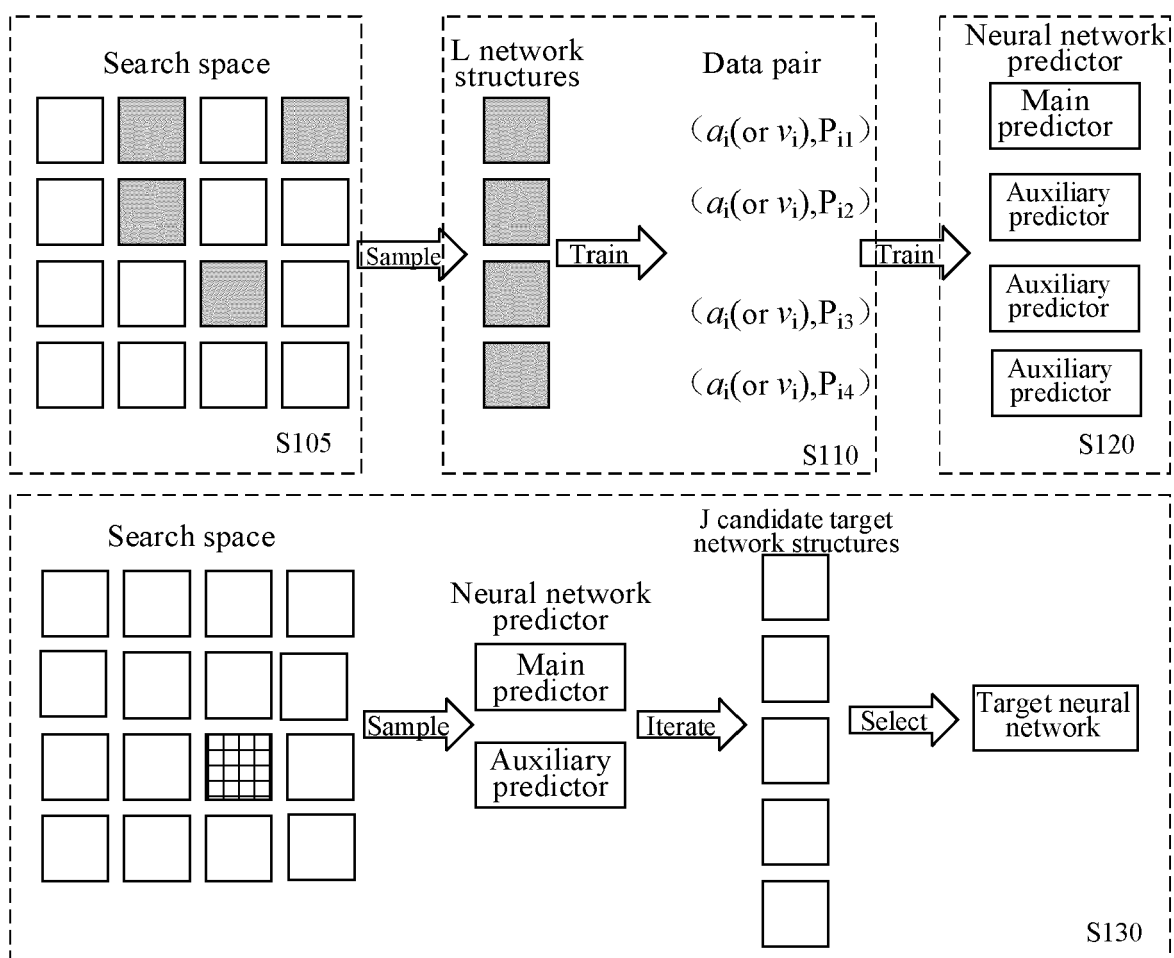 Search space
Sample
S105
L network
structures
Train
Data pair
(aᵢ(or vᵢ),Pᵢ₁)
(aᵢ(or vᵢ),Pᵢ₂)
(aᵢ(or vᵢ),Pᵢ₃)
(aᵢ(or vᵢ),Pᵢ₄)
S110
Train
Neural network
predictor
Main
predictor
Auxiliary
predictor
Auxiliary
predictor
Auxiliary
predictor
S120
Search space
Sample
Neural network
predictor
Main
predictor
Auxiliary
predictor
Iterate
J candidate target
network structures
Select
Target neural
network
S130